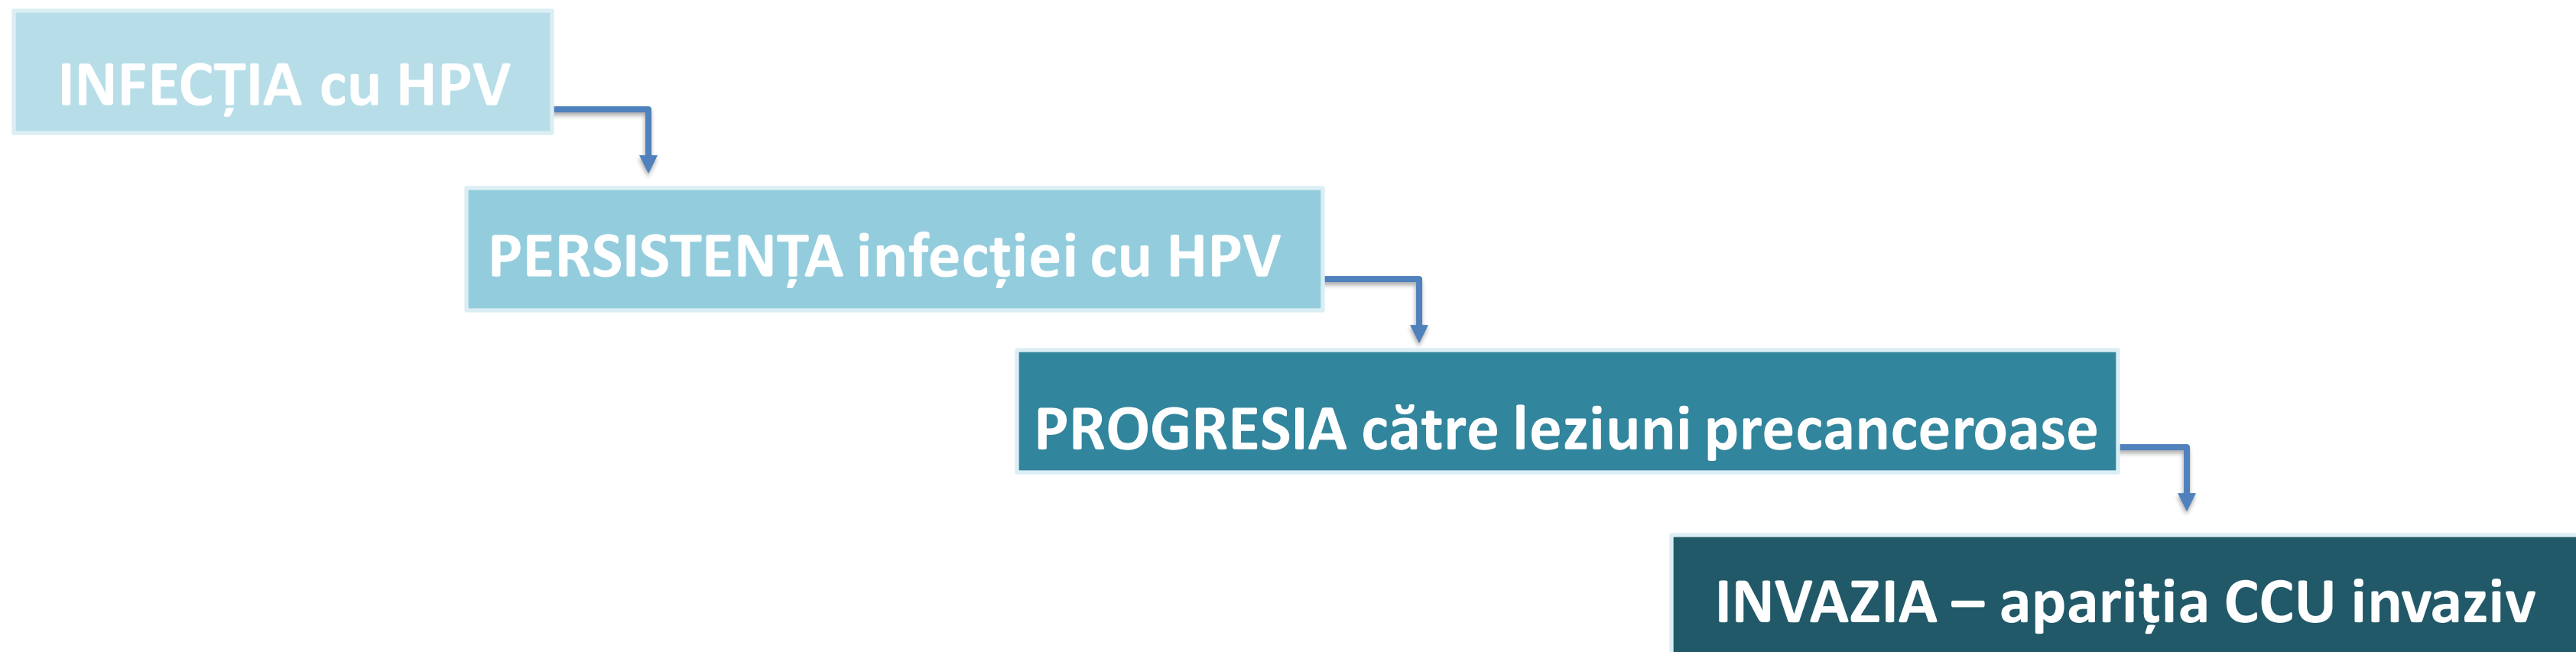 INFECȚIA cu HPV
PERSISTENȚA infecției cu HPV
PROGRESIA către leziuni precanceroase
INVAZIA – apariția CCU invaziv